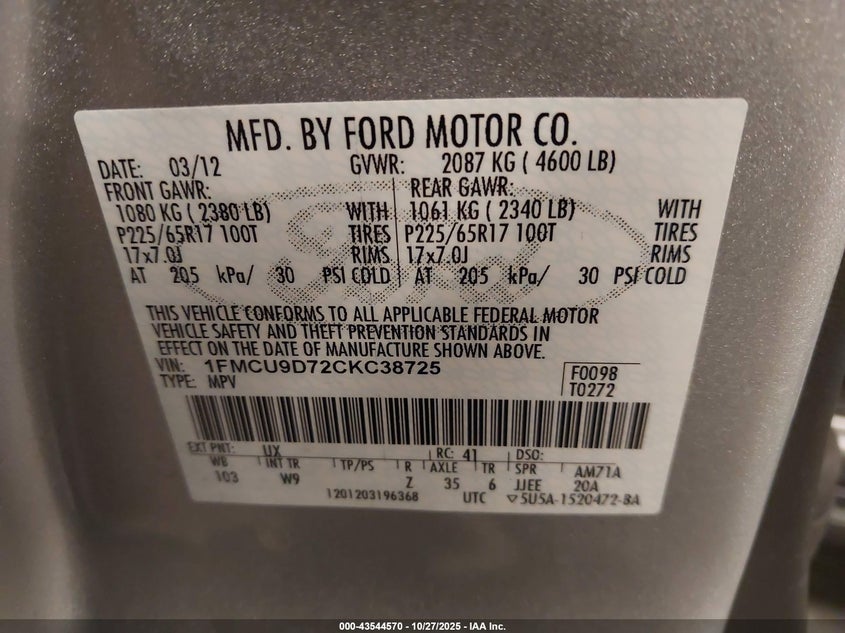 MFD. BY FORD MOTOR CO.
DATE: 03/12 GVWR: 2087 KG ( 4600 LB)
FRONT GAWR: REAR GAWR:
1080 KG ( 2380 LB) WITH 1061 KG ( 2340 LB) WITH
P225/65R17 100T TIRES P225/65R17 100T TIRES
17x7.0J RIMS 17x7.0J RIMS
AT 205 kPa/ 30 PSI COLD AT 205 kPa/ 30 PSI COLD
THIS VEHICLE CONFORMS TO ALL APPLICABLE FEDERAL MOTOR
VEHICLE SAFETY AND THEFT PREVENTION STANDARDS IN
EFFECT ON THE DATE OF MANUFACTURE SHOWN ABOVE.
VIN: 1FMCU9D72CKC38725
TYPE: MPV
F0098
T0272
EXT PNT: UX RC: 41 DSO:
WB INT TR TP/PS R AXLE TR SPR AM71A
103 W9 Z 35 6 JJEE 20A
1201203196368 UTC ▽5U5A-1520472-BA
000-43544570 - 10/27/2025 - IAA Inc.